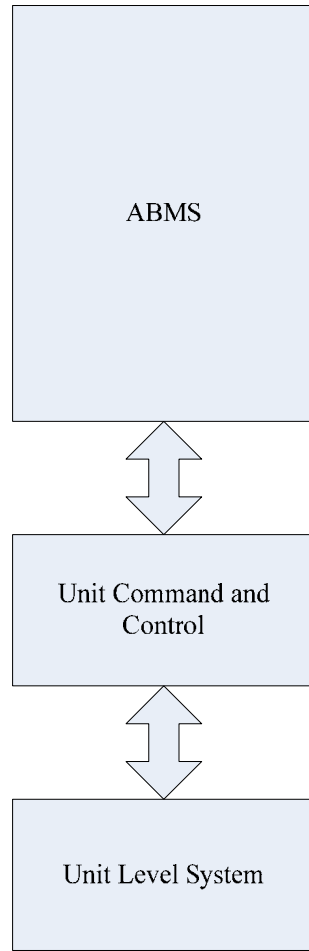 ABMS
Unit Command and
Control
Unit Level System